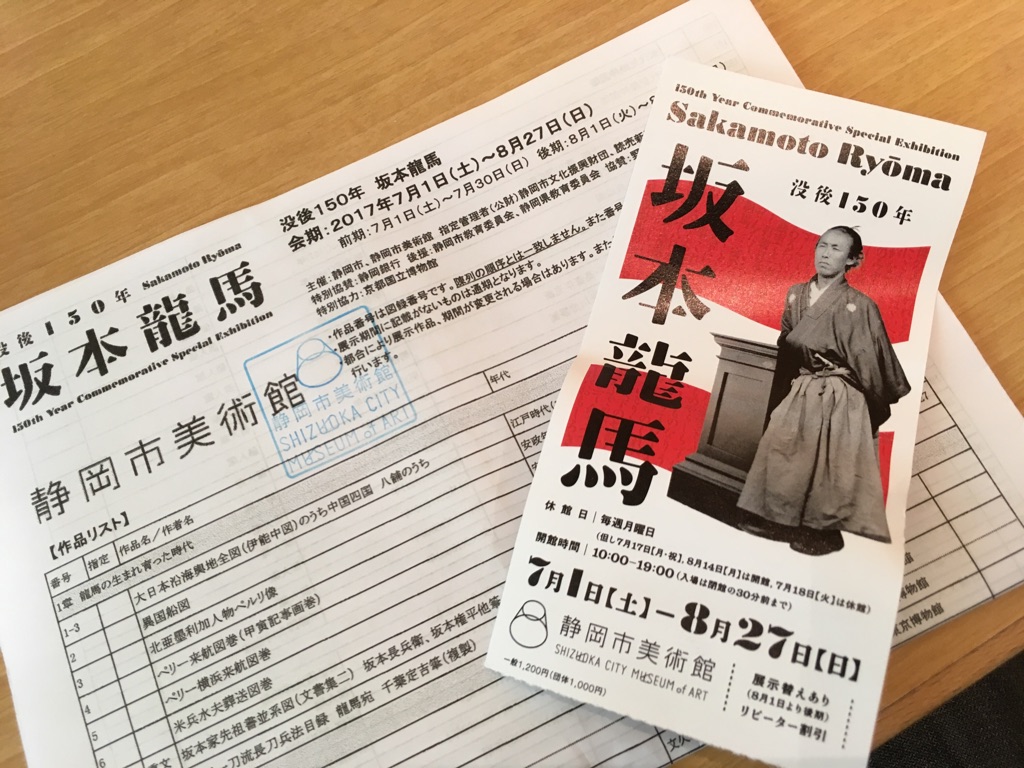 没後150年 Sakamoto Ryōma
坂本龍馬
150th Year Commemorative Special Exhibition
静岡市美術館
没後150年 坂本龍馬
会期:2017年7月1日(土)~8月27日(日)
前期:7月1日(土)~7月30日(日) 後期:8月1日(火)~
主催:静岡市、静岡市美術館 指定管理者(公財)静岡市文化振興財団、読売新
特別協賛:静岡銀行 後援:静岡市教育委員会、静岡県教育委員会 協賛:
特別協力:京都国立博物館
・作品番号は図録番号です。陳列の順序とは一致しません。また番号
展示期間に記載がないものは通期となります。
・都合により展示作品、期間が変更される場合はあります。また
行います。
静岡市美術館
SHIZUOKA CITY
MUSEUM of ART
【作品リスト】
番号 指定 作品名/作者名 年代
1章 龍馬の生まれ育った時代
1-3 大日本沿海輿地全図(伊能中図)のうち中国四国 八舗のうち 江戸時代
2 異国船図
3 北亜墨利加人物ペルリ像
ペリー来航図巻(甲寅記事画巻)
5 ペリー横浜来航図巻
6 米兵水夫葬送図巻
坂本家先祖書並系図(文書集二) 坂本長兵衛、坂本権平他筆
一刀流長刀兵法目録 龍馬宛 千葉定吉筆(複製)
150th Year Commemorative Special Exhibition
Sakamoto Ryōma
没後150年
坂本龍馬
休館日|毎週月曜日
(但し7月17日[月・祝]、8月14日[月]は開館、7月18日[火]は休館)
開館時間|10:00-19:00(入場は閉館の30分前まで)
7月1日【土】—8月27日【日】
静岡市美術館
SHIZUOKA CITY MUSEUM of ART
一般1,200円(団体1,000円)
展示替えあり
(8月1日より後期)
リピーター割引